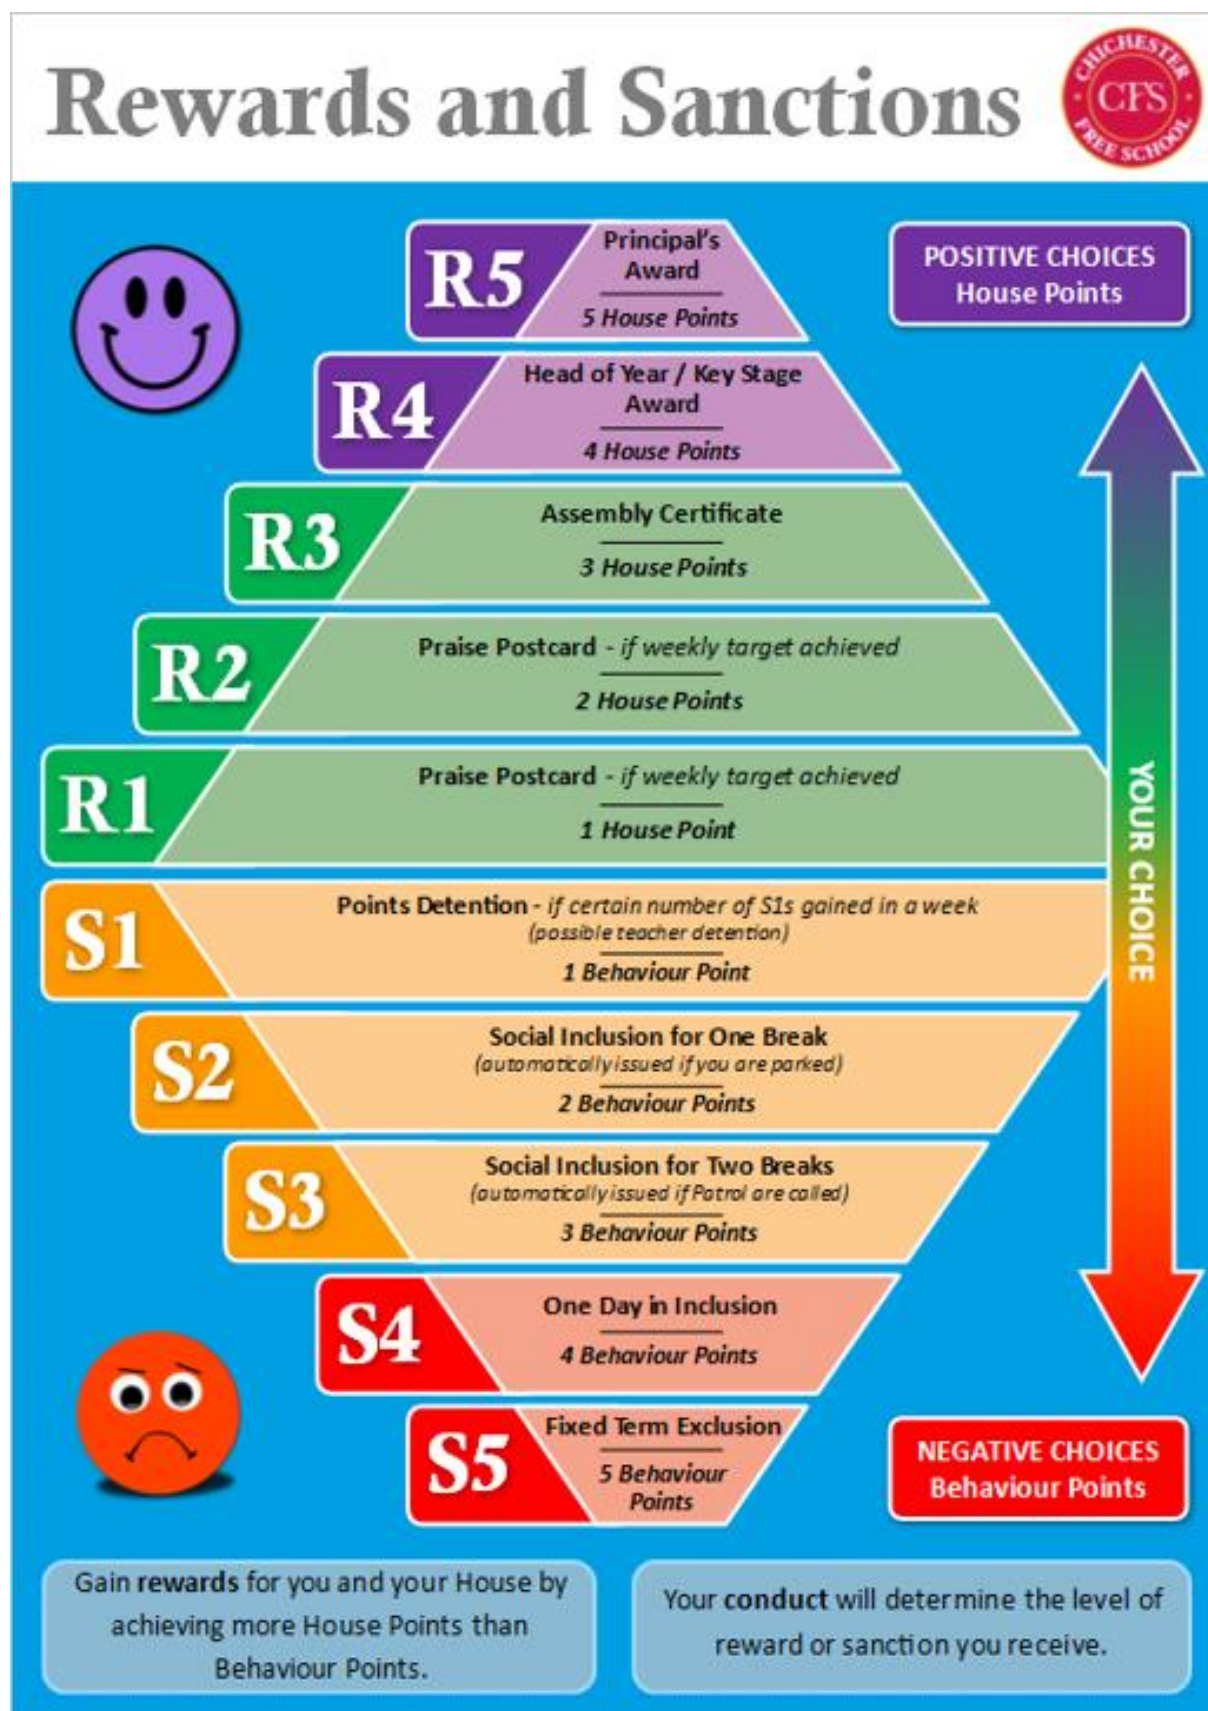 Rewards and Sanctions
CHICHESTER
CFS
FREE SCHOOL
R5
Principal's
Award
5 House Points
POSITIVE CHOICES
House Points
R4
Head of Year / Key Stage
Award
4 House Points
R3
Assembly Certificate
3 House Points
R2
Praise Postcard - if weekly target achieved
2 House Points
R1
Praise Postcard - if weekly target achieved
1 House Point
YOUR CHOICE
S1
Points Detention - if certain number of S1s gained in a week
(possible teacher detention)
1 Behaviour Point
S2
Social Inclusion for One Break
(automatically issued if you are parked)
2 Behaviour Points
S3
Social Inclusion for Two Breaks
(automatically issued if Patrol are called)
3 Behaviour Points
S4
One Day in Inclusion
4 Behaviour Points
S5
Fixed Term Exclusion
5 Behaviour
Points
NEGATIVE CHOICES
Behaviour Points
Gain rewards for you and your House by
achieving more House Points than
Behaviour Points.
Your conduct will determine the level of
reward or sanction you receive.